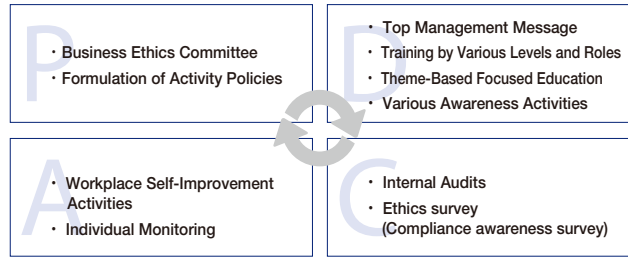 P
・Business Ethics Committee
・Formulation of Activity Policies
D
・Top Management Message
・Training by Various Levels and Roles
・Theme-Based Focused Education
・Various Awareness Activities
A
・Workplace Self-Improvement
Activities
・Individual Monitoring
C
・Internal Audits
・Ethics survey
(Compliance awareness survey)